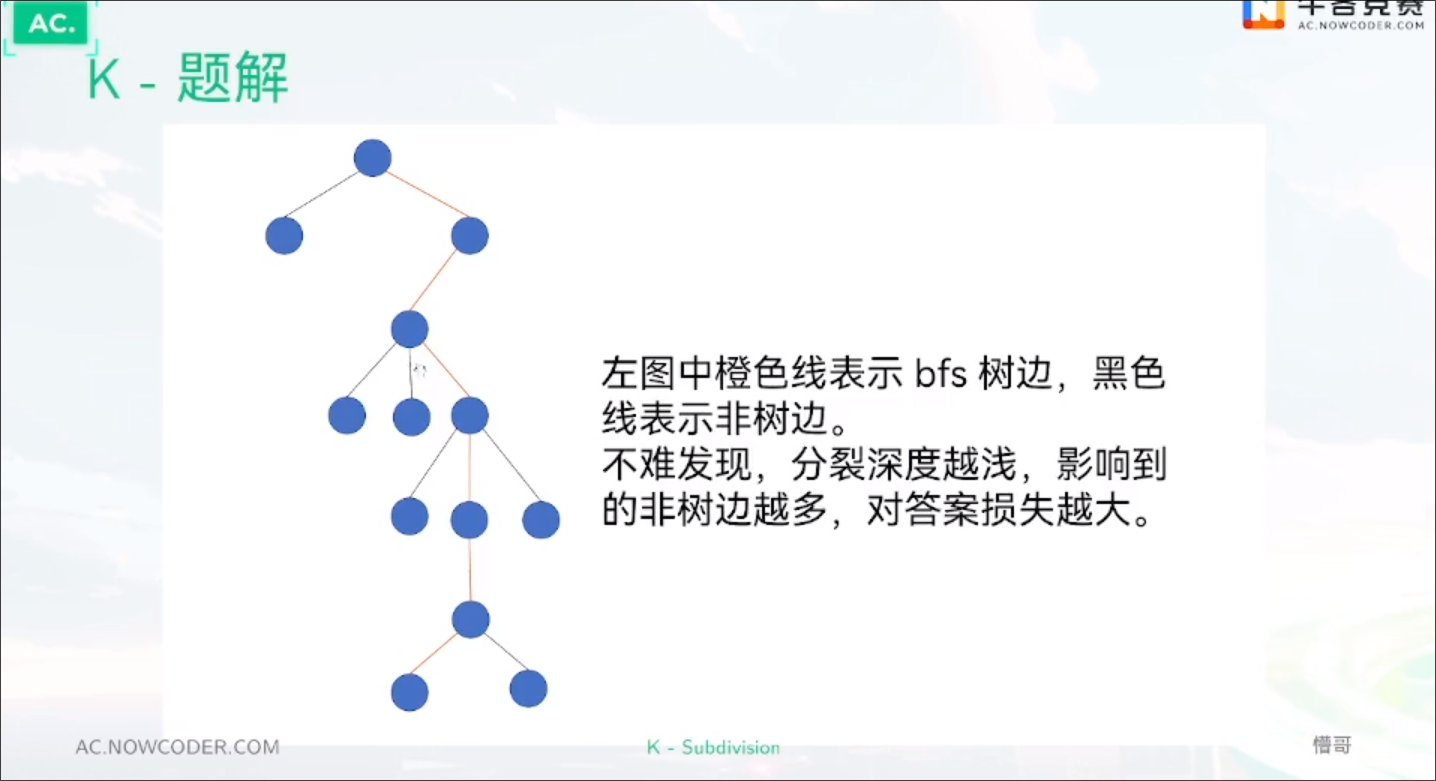 AC.
牛客竞赛
AC.NOWCODER.COM
K - 题解
左图中橙色线表示 bfs 树边，黑色
线表示非树边。
不难发现，分裂深度越浅，影响到
的非树边越多，对答案损失越大。
AC.NOWCODER.COM
K - Subdivision
懵哥